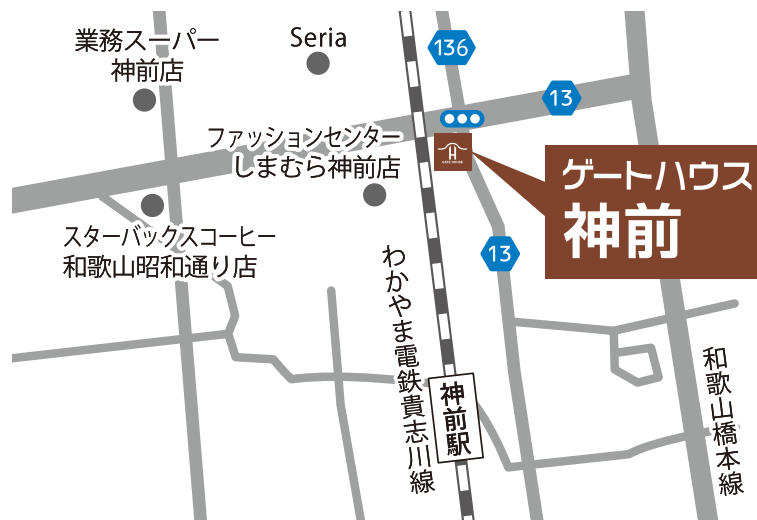 業務スーパー
神前店
Seria
136
13
ファッションセンター
しまむら神前店
GATE HOUSE
ゲートハウス
神前
スターバックスコーヒー
和歌山昭和通り店
13
わかやま電鉄貴志川線
神前駅
和歌山橋本線